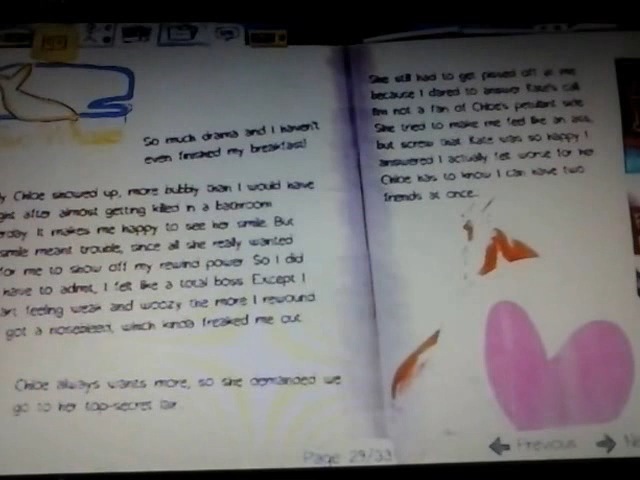 So much drama and I haven't
even finished my breakfast!
Chloe showed up, more bubbly than I would have
after almost getting killed in a bathroom
It makes me happy to see her smile. But
smile meant trouble, since all she really wanted
for me to show off my rewind power. So I did
have to admit, I felt like a total boss. Except I
feeling weak and woozy the more I rewound.
got a nosebleed, which kinda freaked me out.
Chloe always wants more, so she demanded we
go to her top-secret lair.
She still had to get pissed off at me
because I dared to answer Kate's call.
I'm not a fan of Chloe's petulant side.
She tried to make me feel like an ass,
but screw that. Kate was so happy I
answered I actually felt worse for her.
Chloe has to know I can have two
friends at once.
Page 29/33
Previous